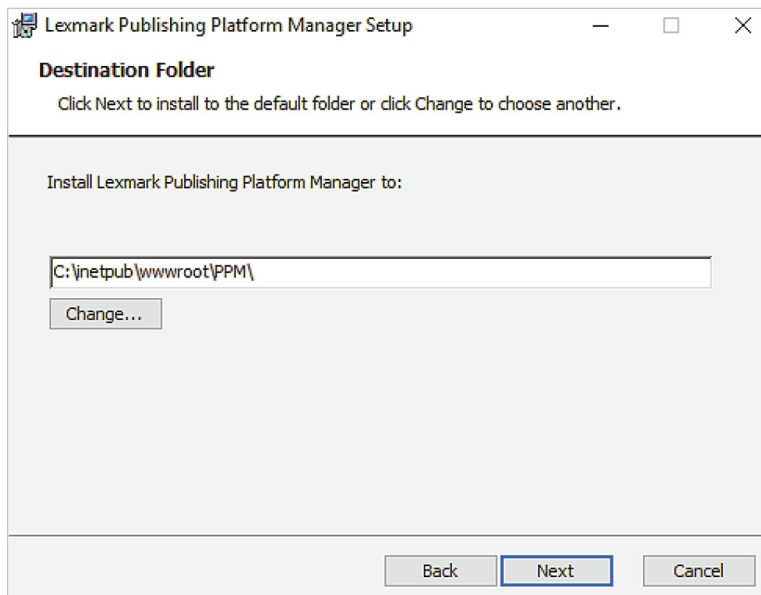 Lexmark Publishing Platform Manager Setup
Destination Folder
Click Next to install to the default folder or click Change to choose another.
Install Lexmark Publishing Platform Manager to:
C:\inetpub\wwwroot\PPM\
Change...
Back Next Cancel